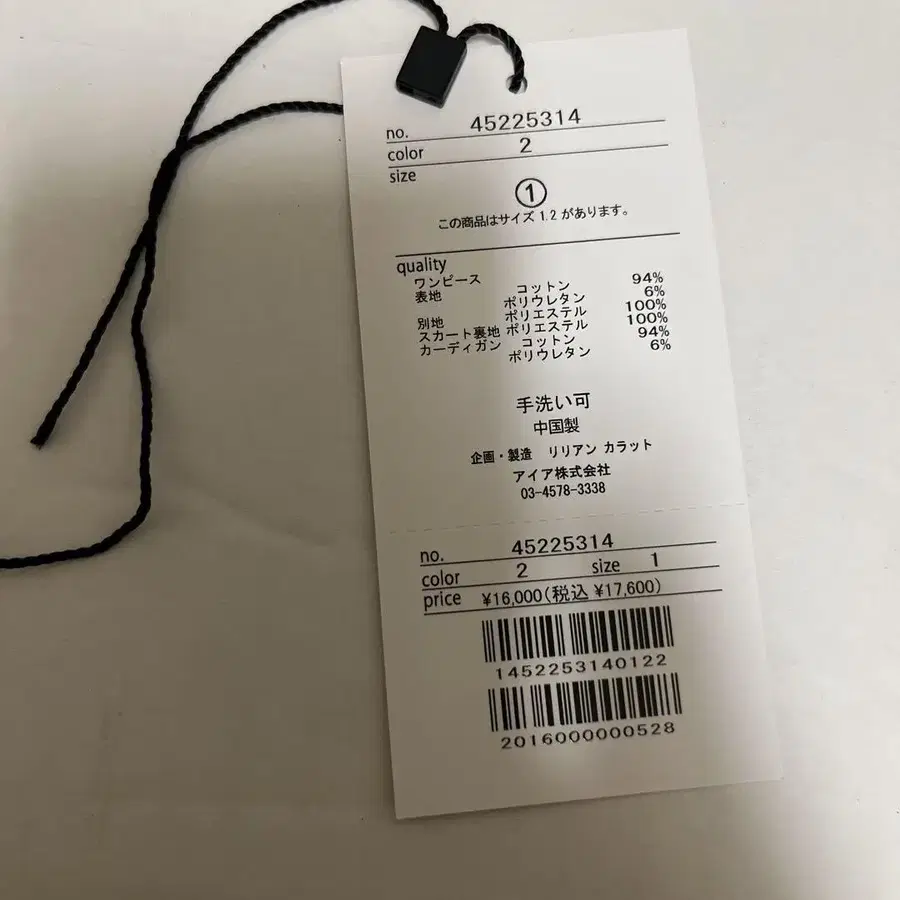 no. 45225314
color 2
size
①
この商品はサイズ 1.2 があります。
quality
ワンピース
表地 コットン 94%
ポリウレタン 6%
別地 ポリエステル 100%
スカート裏地 ポリエステル 100%
カーディガン コットン 94%
ポリウレタン 6%
手洗い可
中国製
企画・製造 リリアン カラット
アイア株式会社
03-4578-3338
no. 45225314
color 2 size 1
price ¥16,000(税込 ¥17,600)
1452253140122
2016000000528